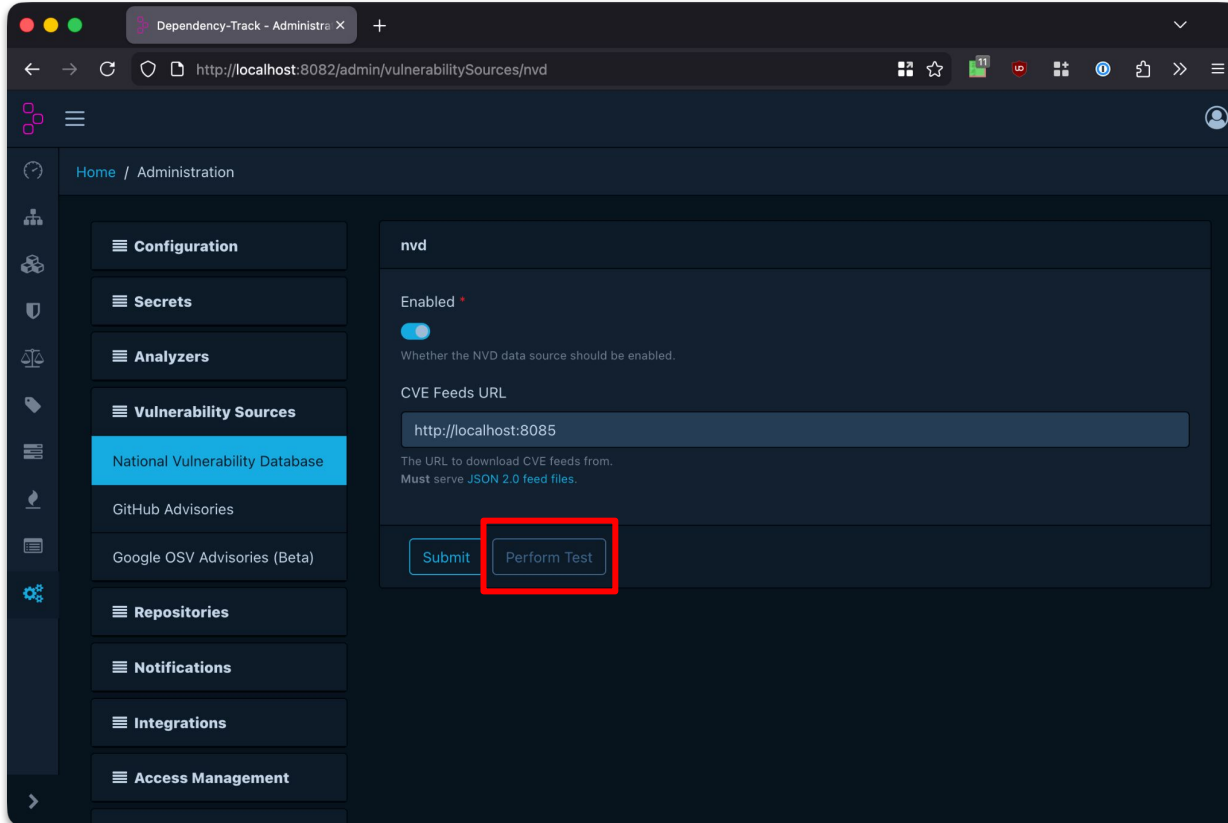 Dependency-Track - Administra
http://localhost:8082/admin/vulnerabilitySources/nvd
11
Home / Administration
Configuration
Secrets
Analyzers
Vulnerability Sources
National Vulnerability Database
GitHub Advisories
Google OSV Advisories (Beta)
Repositories
Notifications
Integrations
Access Management
nvd
Enabled *
Whether the NVD data source should be enabled.
CVE Feeds URL
http://localhost:8085
The URL to download CVE feeds from.
Must serve JSON 2.0 feed files.
Submit Perform Test